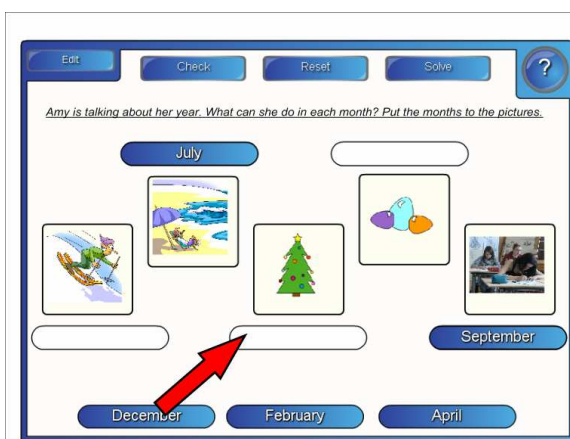 Edit
Check
Reset
Solve
?
Amy is talking about her year. What can she do in each month? Put the months to the pictures.
July
September
December
February
April